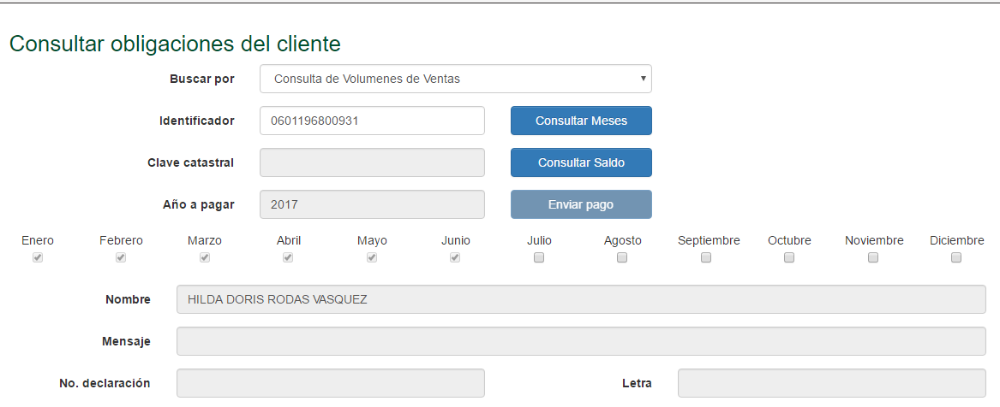 Consultar obligaciones del cliente
Buscar por Consulta de Volumenes de Ventas
Identificador 0601196800931 Consultar Meses
Clave catastral Consultar Saldo
Año a pagar 2017 Enviar pago
Enero Febrero Marzo Abril Mayo Junio Julio Agosto Septiembre Octubre Noviembre Diciembre
Nombre HILDA DORIS RODAS VASQUEZ
Mensaje
No. declaración Letra